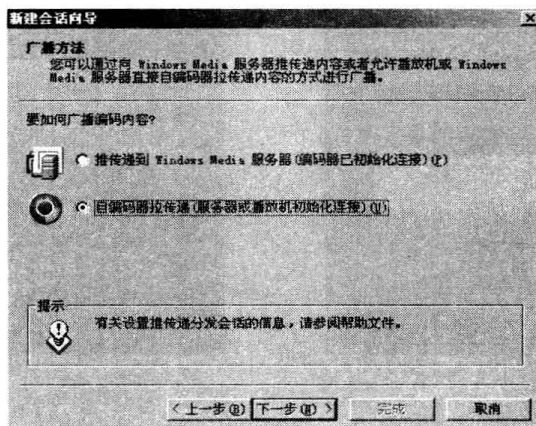 新建会话向导
广播方法
您可以通过向 Windows Media 服务器推传递内容或者允许播放机或 Windows
Media 服务器直接自编码器拉传递内容的方式进行广播。
要如何广播编码内容?
推传递到 Windows Media 服务器(编码器已初始化连接)(P)
自编码器拉传递(服务器或播放机初始化连接)(U)
提示
有关设置推传递分发会话的信息，请参阅帮助文件。
< 上一步(B) 下一步(N) > 完成 取消